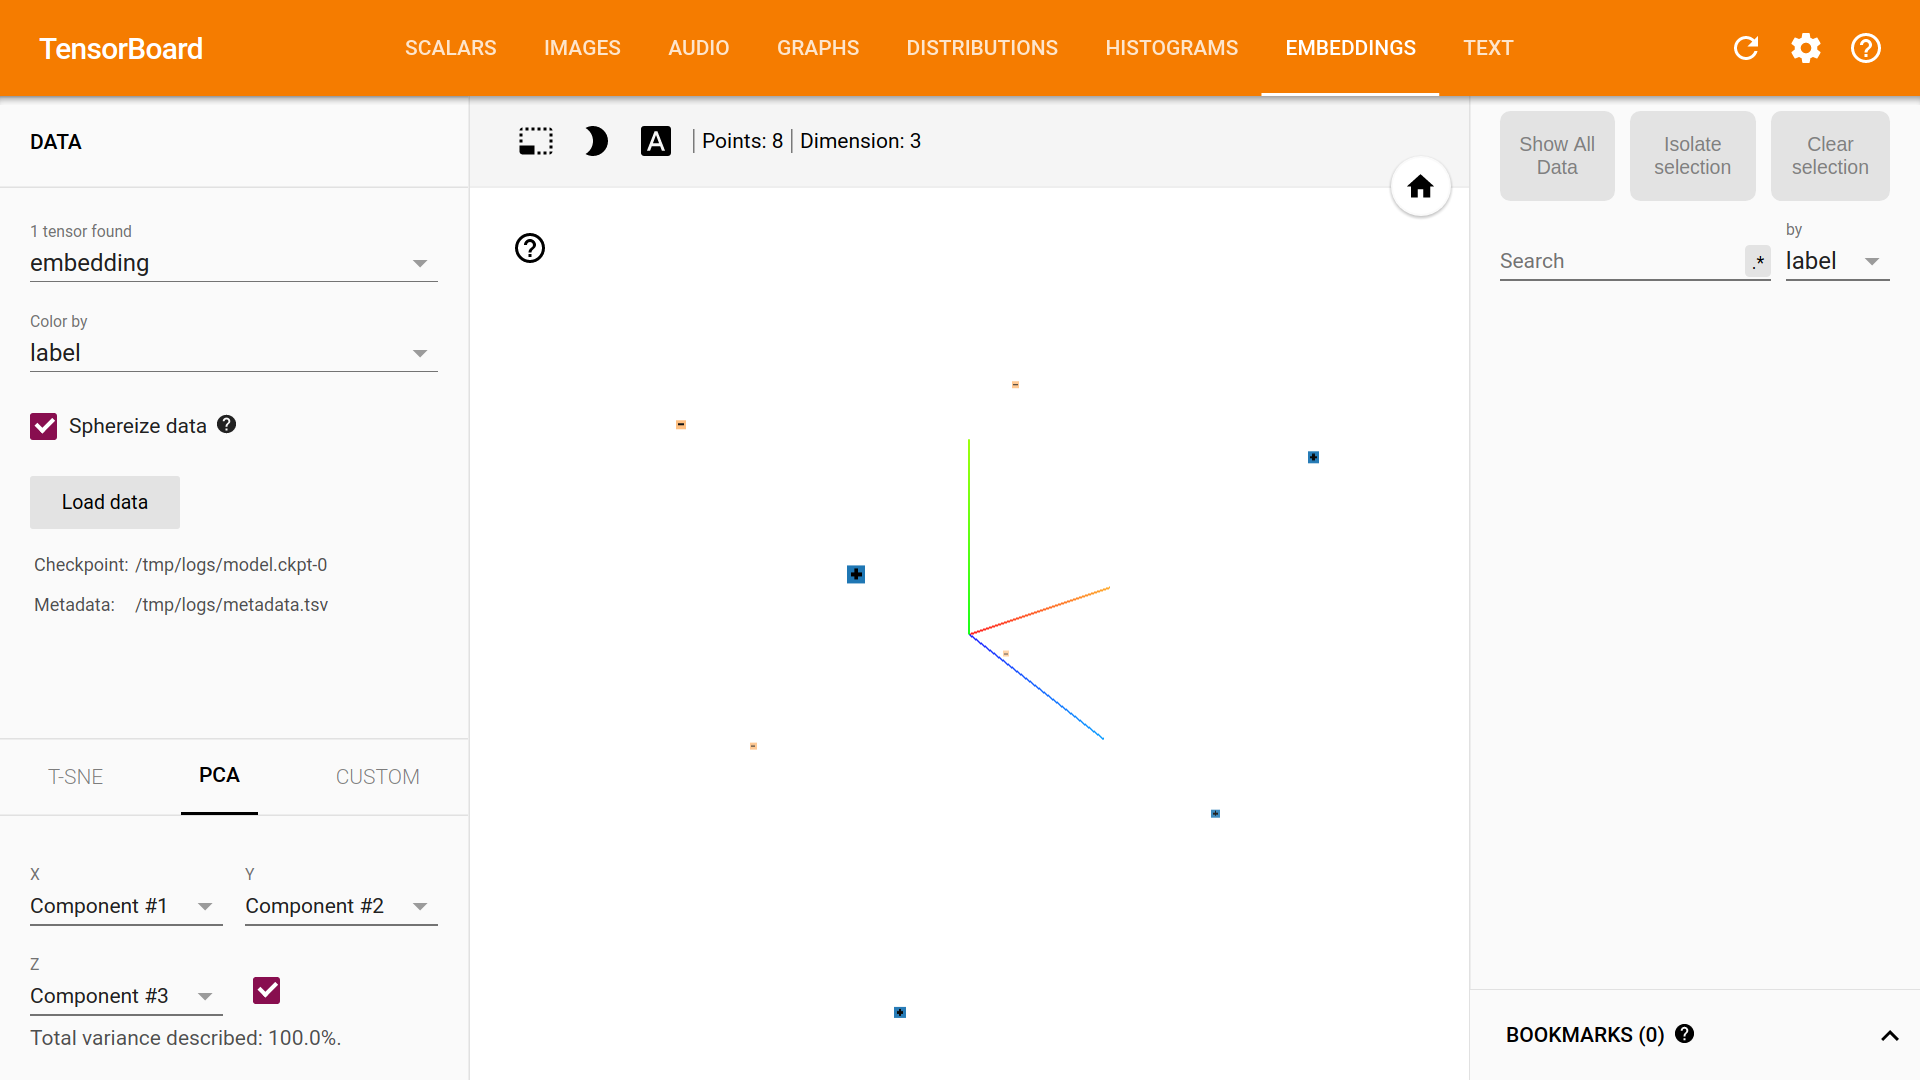 TensorBoard
SCALARS IMAGES AUDIO GRAPHS DISTRIBUTIONS HISTOGRAMS EMBEDDINGS TEXT
DATA
1 tensor found
embedding
Color by
label
Sphereize data
Load data
Checkpoint: /tmp/logs/model.ckpt-0
Metadata: /tmp/logs/metadata.tsv
T-SNE PCA CUSTOM
X Y
Component #1 Component #2
Z
Component #3
Total variance described: 100.0%.
A | Points: 8 | Dimension: 3
Show All Data
Isolate selection
Clear selection
by
Search .* label
BOOKMARKS (0)